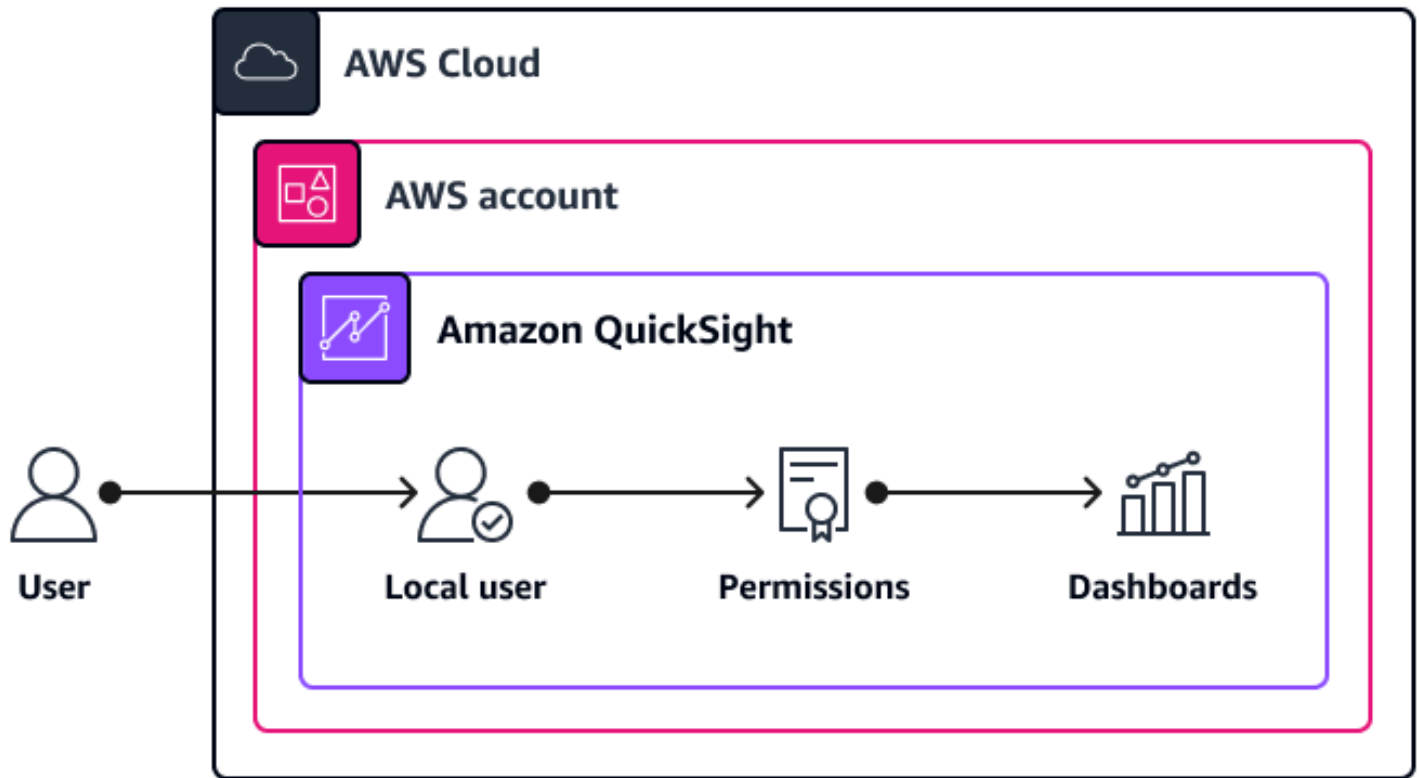 AWS Cloud
AWS account
Amazon QuickSight
User
Local user
Permissions
Dashboards